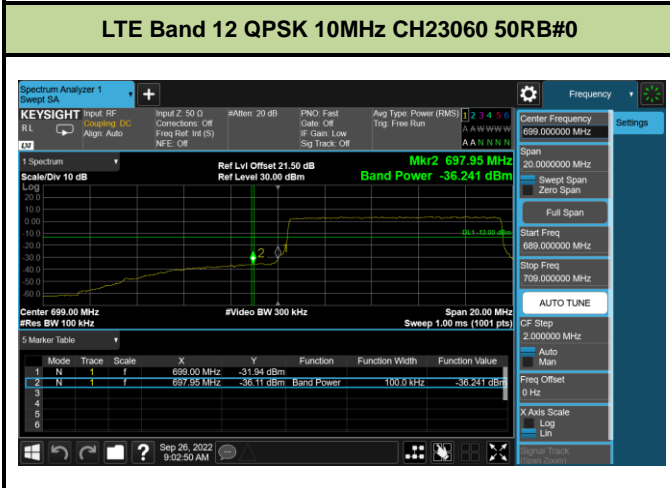 LTE Band 12 QPSK 10MHz CH23060 50RB#0
Spectrum Analyzer 1
Swept SA
+
Frequency
KEYSIGHT Input: RF Input Z: 50 Ω #Atten: 20 dB PNO: Fast Avg Type: Power (RMS) 1 2 3 4 5 6
RL Coupling: DC Corrections: Off Gate: Off Trig: Free Run A A W W W W
Align: Auto Freq Ref: Int (S) IF Gain: Low
NFE: Off Sig Track: Off A A N N N N
LXI
Center Frequency
699.000000 MHz
Settings
1 Spectrum
Scale/Div 10 dB
Ref Lvl Offset 21.50 dB
Ref Level 30.00 dBm
Mkr2 697.95 MHz
Band Power -36.241 dBm
Log
20.0
10.0
0.00
-10.0
-20.0
-30.0
-40.0
-50.0
-60.0
DL1 -13.00 dBm
2
Center 699.00 MHz #Video BW 300 kHz Span 20.00 MHz
#Res BW 100 kHz Sweep 1.00 ms (1001 pts)
5 Marker Table
Mode Trace Scale X Y Function Function Width Function Value
1 N 1 f 699.00 MHz -31.94 dBm
2 N 1 f 697.95 MHz -36.11 dBm Band Power 100.0 kHz -36.241 dBm
3
4
5
6
Span
20.0000000 MHz
Swept Span
Zero Span
Full Span
Start Freq
689.000000 MHz
Stop Freq
709.000000 MHz
AUTO TUNE
CF Step
2.000000 MHz
Auto
Man
Freq Offset
0 Hz
X Axis Scale
Log
Lin
Signal Track
(Span Zoom)
?
Sep 26, 2022
9:02:50 AM